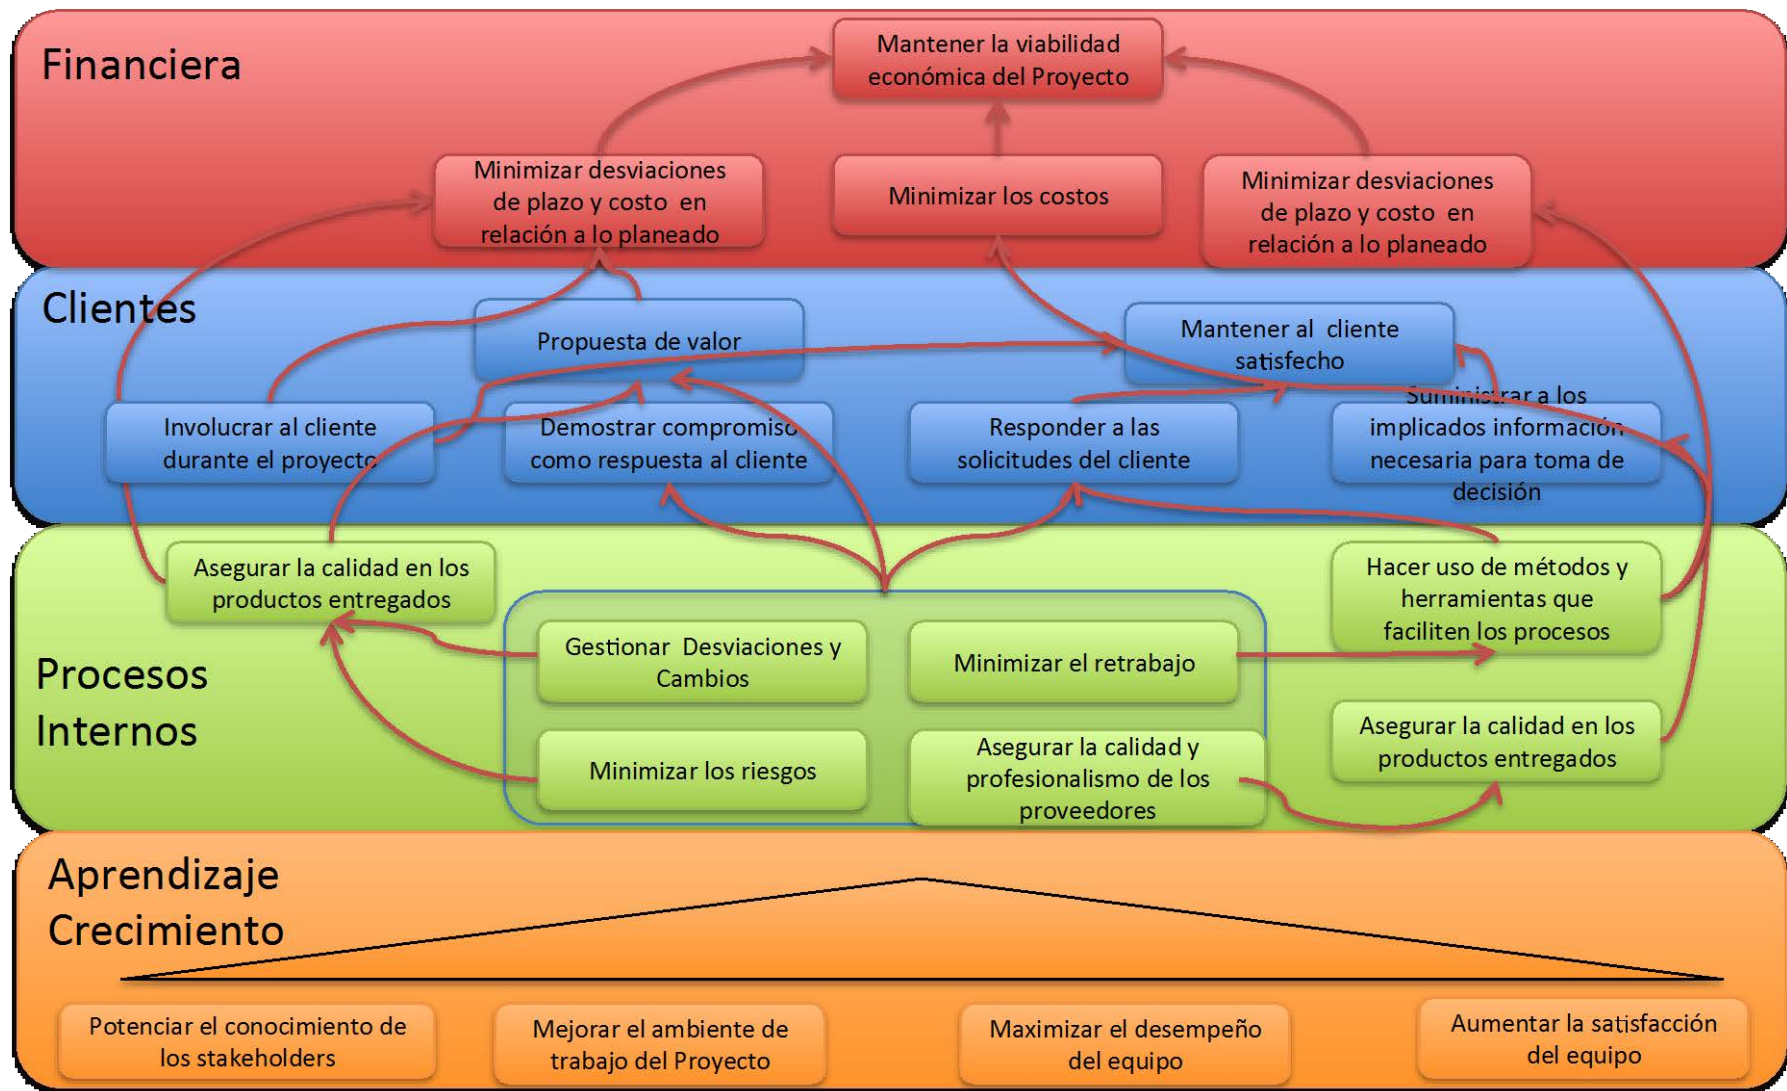 Financiera
Mantener la viabilidad
económica del Proyecto
Minimizar desviaciones
de plazo y costo en
relación a lo planeado
Minimizar los costos
Minimizar desviaciones
de plazo y costo en
relación a lo planeado
Clientes
Propuesta de valor
Mantener al cliente
satisfecho
Involucrar al cliente
durante el proyecto
Demostrar compromiso
como respuesta al cliente
Responder a las
solicitudes del cliente
Suministrar a los
implicados información
necesaria para toma de
decisión
Procesos
Internos
Asegurar la calidad en los
productos entregados
Gestionar Desviaciones y
Cambios
Minimizar el retrabajo
Hacer uso de métodos y
herramientas que
faciliten los procesos
Minimizar los riesgos
Asegurar la calidad y
profesionalismo de los
proveedores
Asegurar la calidad en los
productos entregados
Aprendizaje
Crecimiento
Potenciar el conocimiento de
los stakeholders
Mejorar el ambiente de
trabajo del Proyecto
Maximizar el desempeño
del equipo
Aumentar la satisfacción
del equipo